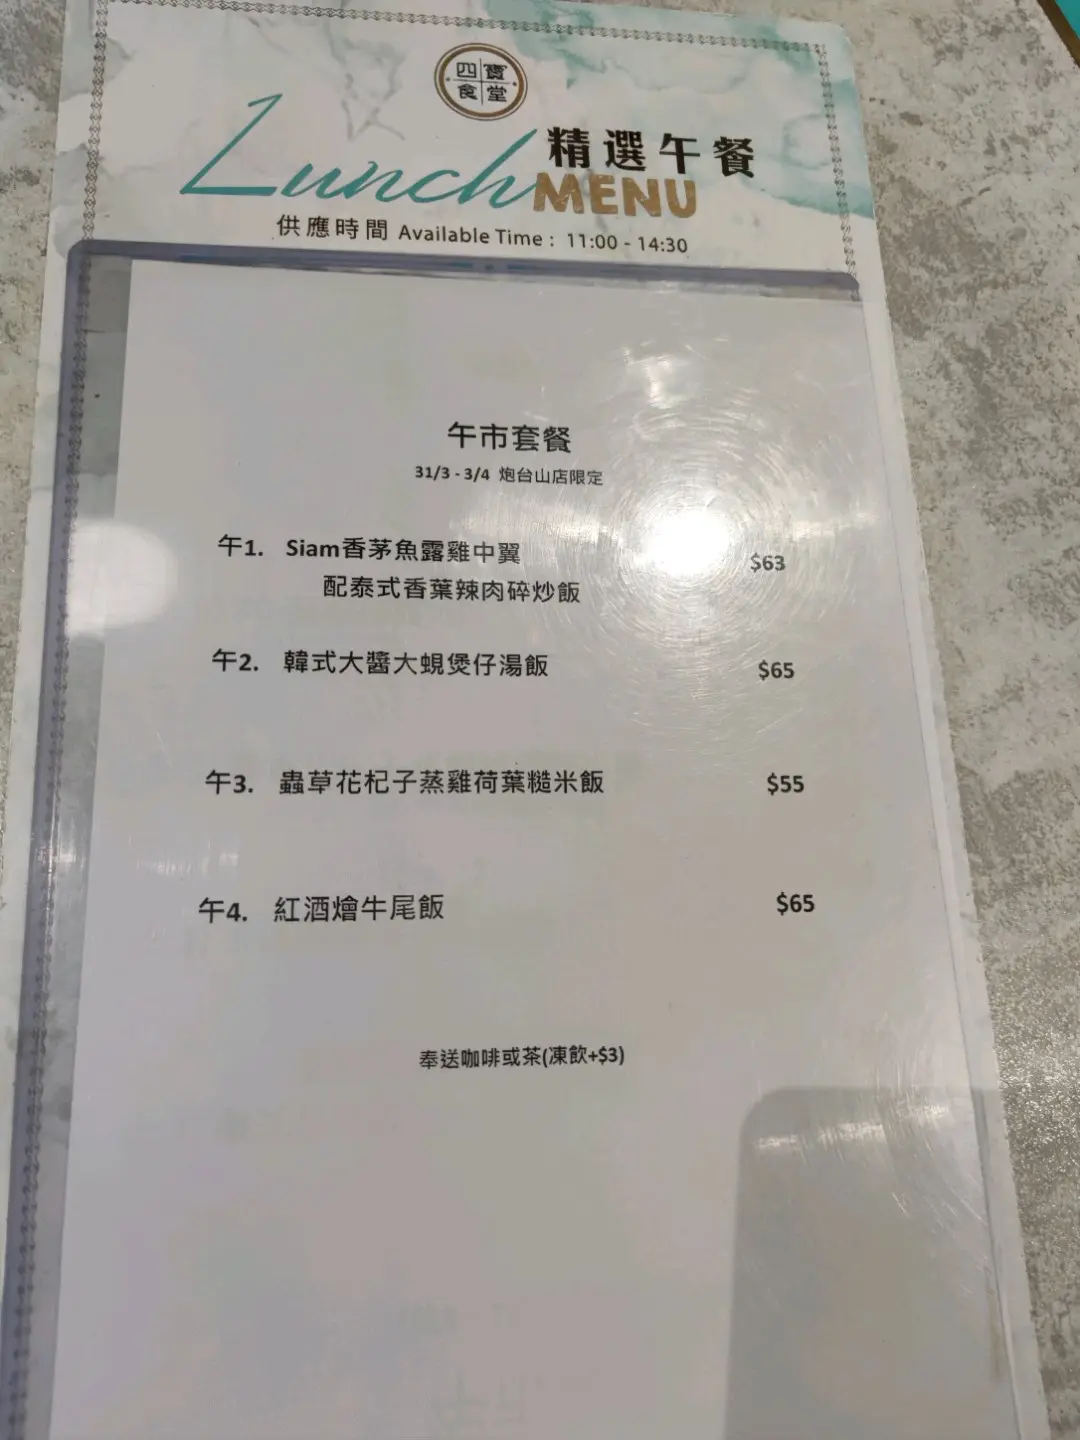 四寶
食堂
Lunch 精選午餐
MENU
供應時間 Available Time : 11:00 - 14:30
午市套餐
31/3 - 3/4 炮台山店限定
午1. Siam香茅魚露雞中翼 $63
配泰式香葉辣肉碎炒飯
午2. 韓式大醬大蜆煲仔湯飯 $65
午3. 蟲草花杞子蒸雞荷葉糙米飯 $55
午4. 紅酒燴牛尾飯 $65
奉送咖啡或茶(凍飲+$3)